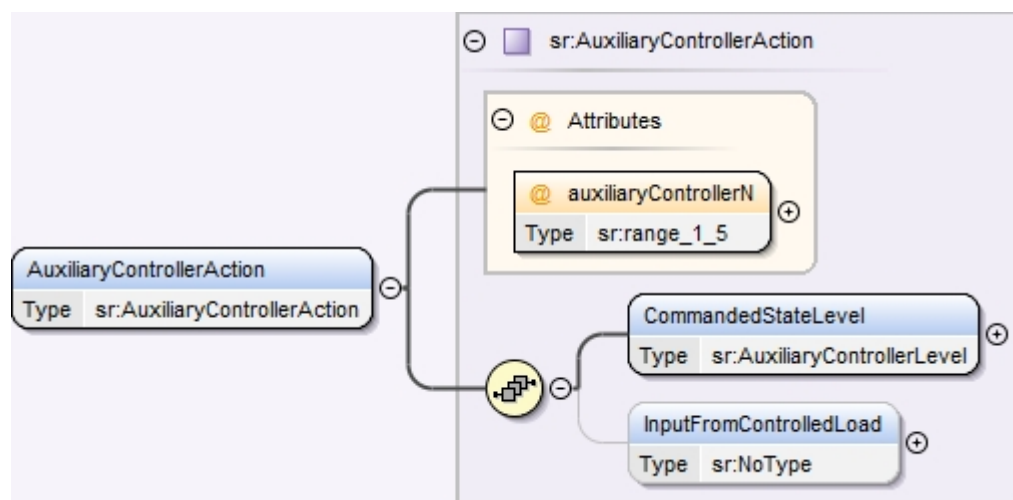 sr:AuxiliaryControllerAction
@ Attributes
@ auxiliaryControllerN
Type sr:range_1_5
AuxiliaryControllerAction
Type sr:AuxiliaryControllerAction
CommandedStateLevel
Type sr:AuxiliaryControllerLevel
InputFromControlledLoad
Type sr:NoType